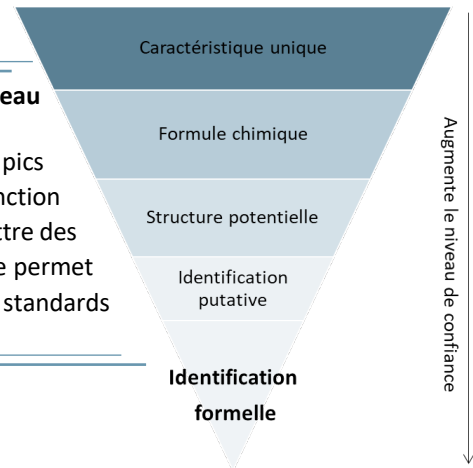 Caractéristique unique
Formule chimique
Structure potentielle
Identification
putative
Identification
formelle
Augmente le niveau de confiance
eau
pics
nction
ttre des
e permet
standards